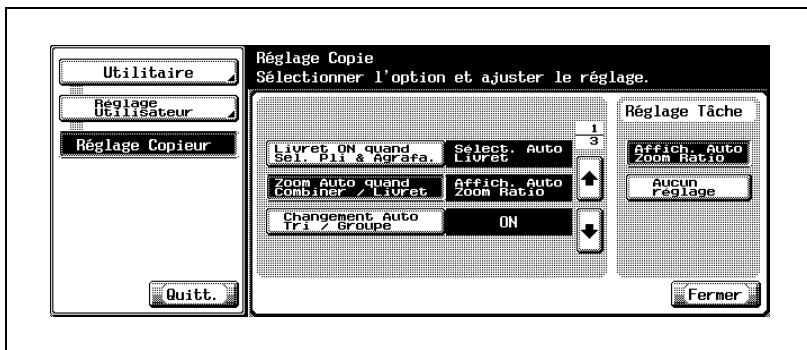 Utilitaire
Réglage
Utilisateur
Réglage Copieur
Quitt.
Réglage Copie
Sélectionner l'option et ajuster le réglage.
1
3
Livret ON quand
Sel. Pli & Agrafa.
Sélect. Auto
Livret
Zoom Auto quand
Combiner / Livret
Affich. Auto
Zoom Ratio
Changement Auto
Tri / Groupe
ON
Réglage Tâche
Affich. Auto
Zoom Ratio
Aucun
réglage
Fermer